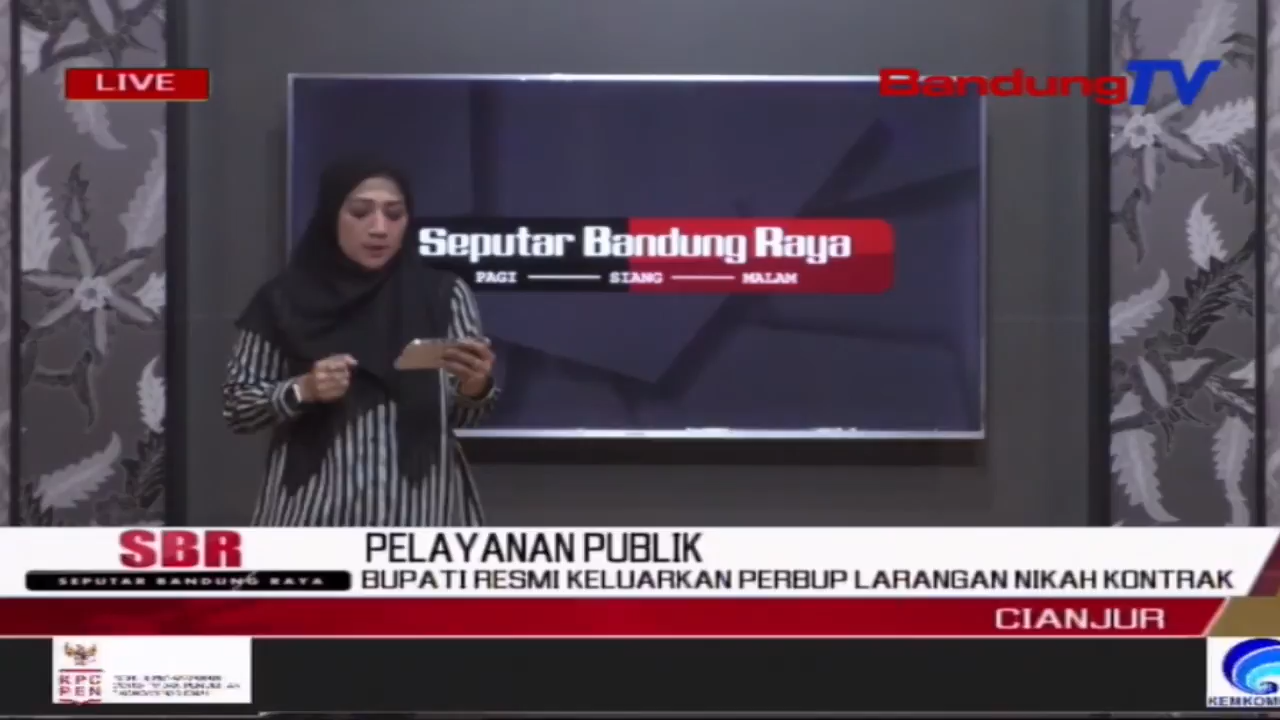 LIVE
BandungTV
Seputar Bandung Raya
PAGI SIANG MALAM
SBR
SEPUTAR BANDUNG RAYA
PELAYANAN PUBLIK
BUPATI RESMI KELUARKAN PERBUP LARANGAN NIKAH KONTRAK
CIANJUR
KPC
PEN
KEMKOM